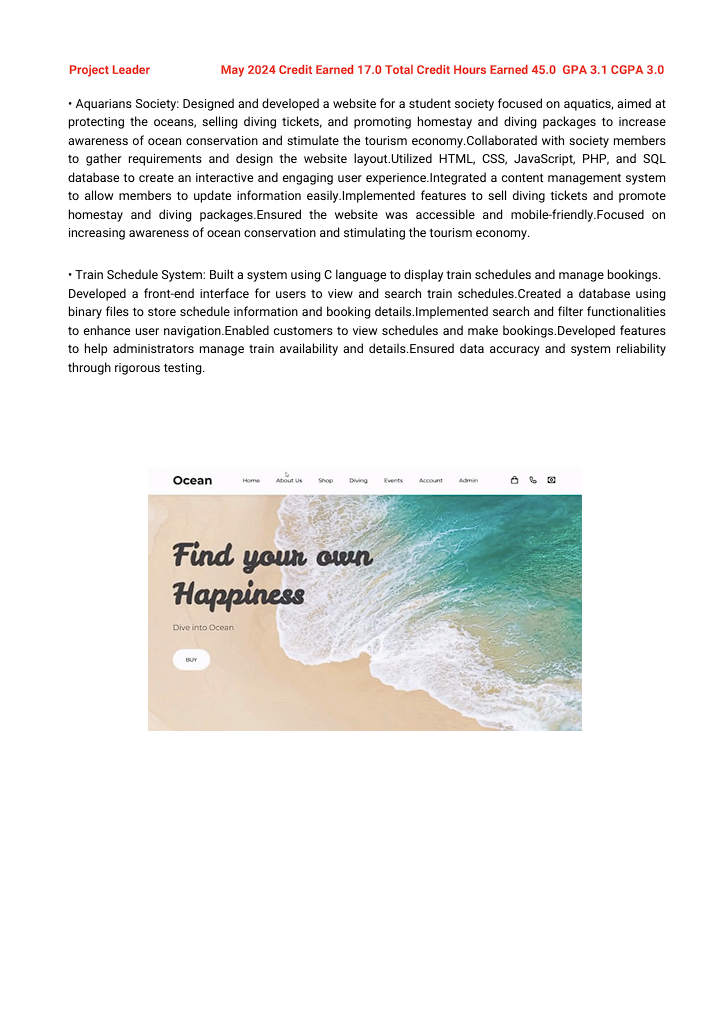 Project Leader May 2024 Credit Earned 17.0 Total Credit Hours Earned 45.0 GPA 3.1 CGPA 3.0
• Aquarians Society: Designed and developed a website for a student society focused on aquatics, aimed at
protecting the oceans, selling diving tickets, and promoting homestay and diving packages to increase
awareness of ocean conservation and stimulate the tourism economy.Collaborated with society members
to gather requirements and design the website layout.Utilized HTML, CSS, JavaScript, PHP, and SQL
database to create an interactive and engaging user experience.Integrated a content management system
to allow members to update information easily.Implemented features to sell diving tickets and promote
homestay and diving packages.Ensured the website was accessible and mobile-friendly.Focused on
increasing awareness of ocean conservation and stimulating the tourism economy.
• Train Schedule System: Built a system using C language to display train schedules and manage bookings.
Developed a front-end interface for users to view and search train schedules.Created a database using
binary files to store schedule information and booking details.Implemented search and filter functionalities
to enhance user navigation.Enabled customers to view schedules and make bookings.Developed features
to help administrators manage train availability and details.Ensured data accuracy and system reliability
through rigorous testing.
Ocean Home About Us Shop Diving Events Account Admin
Find your own
Happiness
Dive into Ocean
BUY